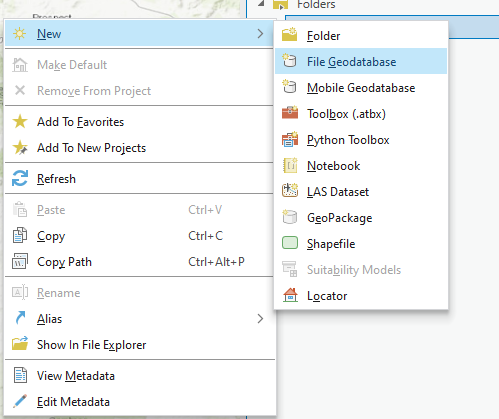 Prospect
Folders
New
Make Default
Remove From Project
Add To Favorites
Add To New Projects
Refresh
Paste Ctrl+V
Copy Ctrl+C
Copy Path Ctrl+Alt+P
Rename
Alias
Show In File Explorer
View Metadata
Edit Metadata
Folder
File Geodatabase
Mobile Geodatabase
Toolbox (.atbx)
Python Toolbox
Notebook
LAS Dataset
GeoPackage
Shapefile
Suitability Models
Locator